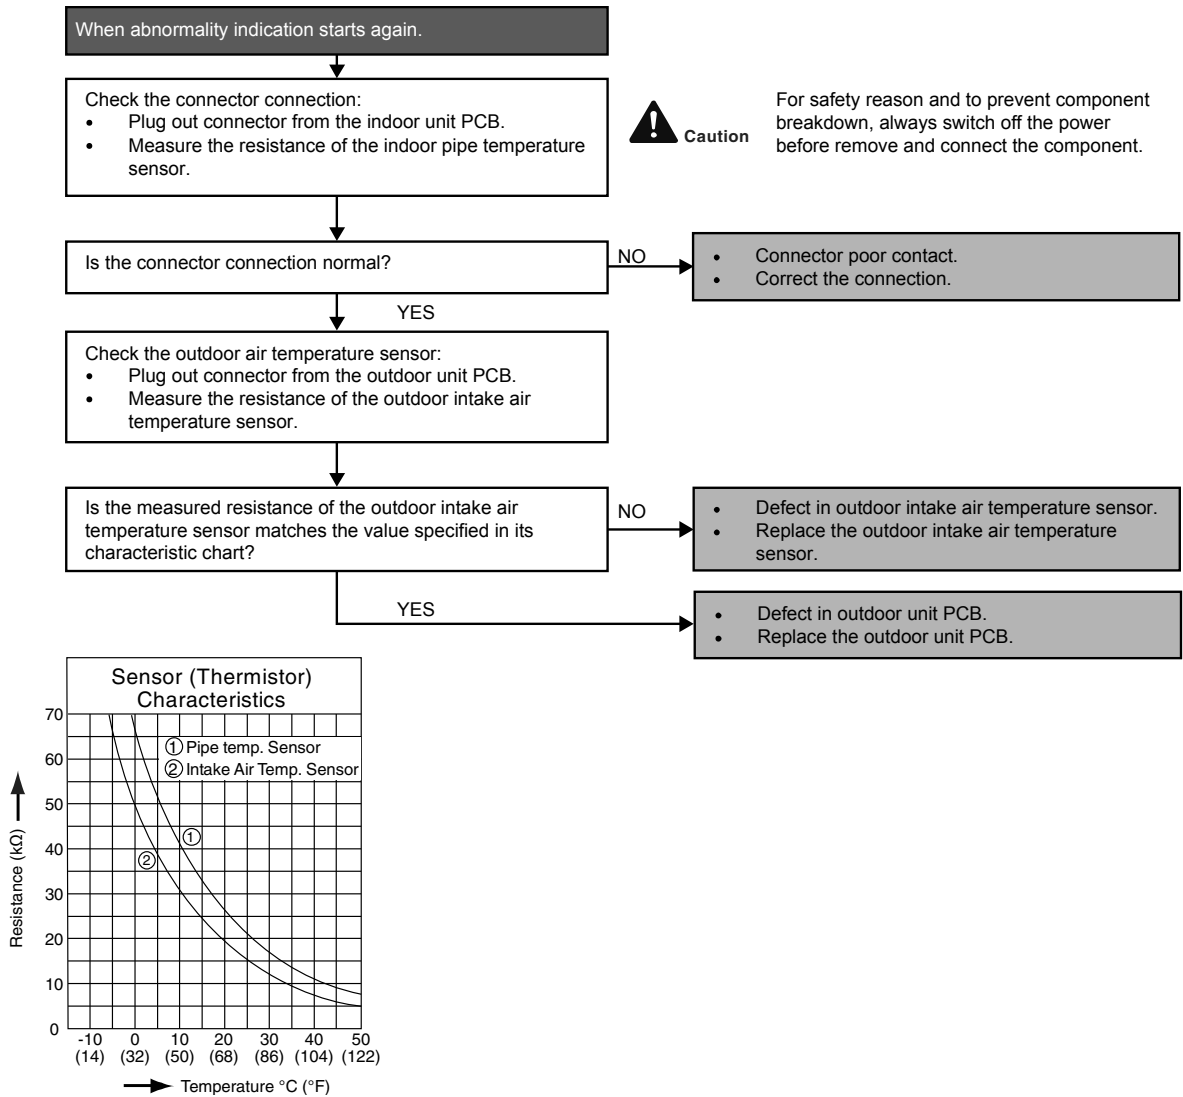 When abnormality indication starts again.
Check the connector connection:
• Plug out connector from the indoor unit PCB.
• Measure the resistance of the indoor pipe temperature
sensor.
Caution
For safety reason and to prevent component
breakdown, always switch off the power
before remove and connect the component.
Is the connector connection normal?
NO
• Connector poor contact.
• Correct the connection.
YES
Check the outdoor air temperature sensor:
• Plug out connector from the outdoor unit PCB.
• Measure the resistance of the outdoor intake air
temperature sensor.
Is the measured resistance of the outdoor intake air
temperature sensor matches the value specified in its
characteristic chart?
NO
• Defect in outdoor intake air temperature sensor.
• Replace the outdoor intake air temperature
sensor.
YES
• Defect in outdoor unit PCB.
• Replace the outdoor unit PCB.
Sensor (Thermistor)
Characteristics
① Pipe temp. Sensor
② Intake Air Temp. Sensor
70
60
50
40
30
20
10
0
Resistance (kΩ)
①
②
-10 0 10 20 30 40 50
(14) (32) (50) (68) (86) (104) (122)
Temperature °C (°F)